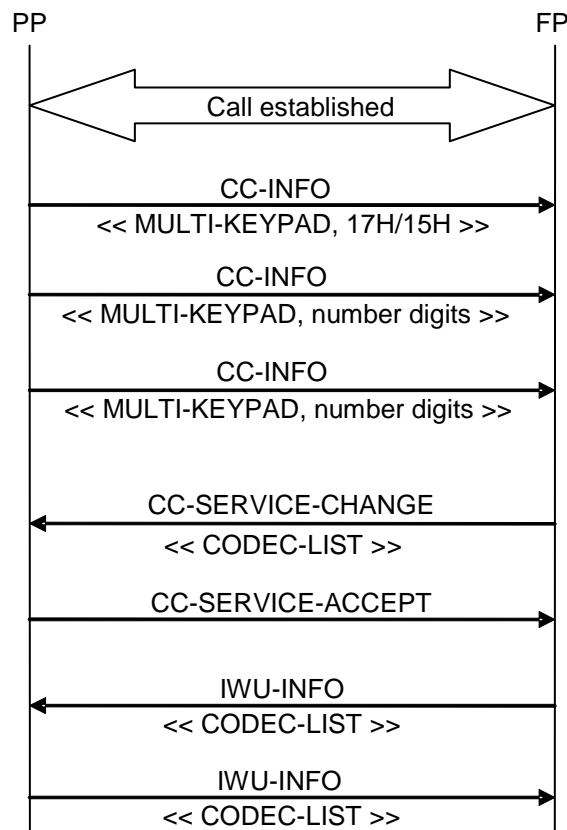 PP FP
Call established
CC-INFO
<< MULTI-KEYPAD, 17H/15H >>
CC-INFO
<< MULTI-KEYPAD, number digits >>
CC-INFO
<< MULTI-KEYPAD, number digits >>
CC-SERVICE-CHANGE
<< CODEC-LIST >>
CC-SERVICE-ACCEPT
IWU-INFO
<< CODEC-LIST >>
IWU-INFO
<< CODEC-LIST >>